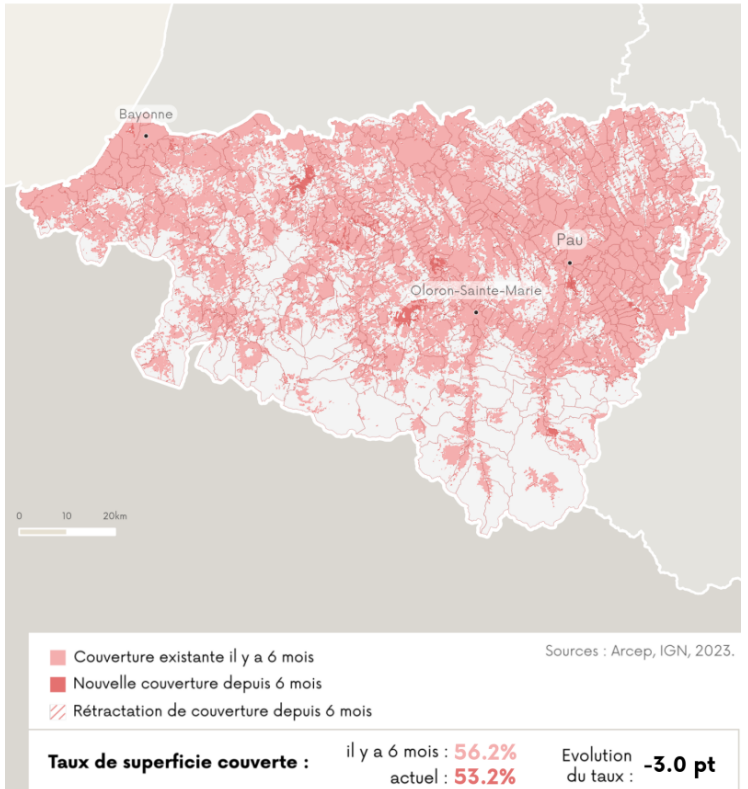 Bayonne
Pau
Oloron-Sainte-Marie
0 10 20km
Couverture existante il y a 6 mois
Sources : Arcep, IGN, 2023.
Nouvelle couverture depuis 6 mois
Rétractation de couverture depuis 6 mois
Taux de superficie couverte :
il y a 6 mois : 56.2%
actuel : 53.2%
Evolution
du taux :
-3.0 pt